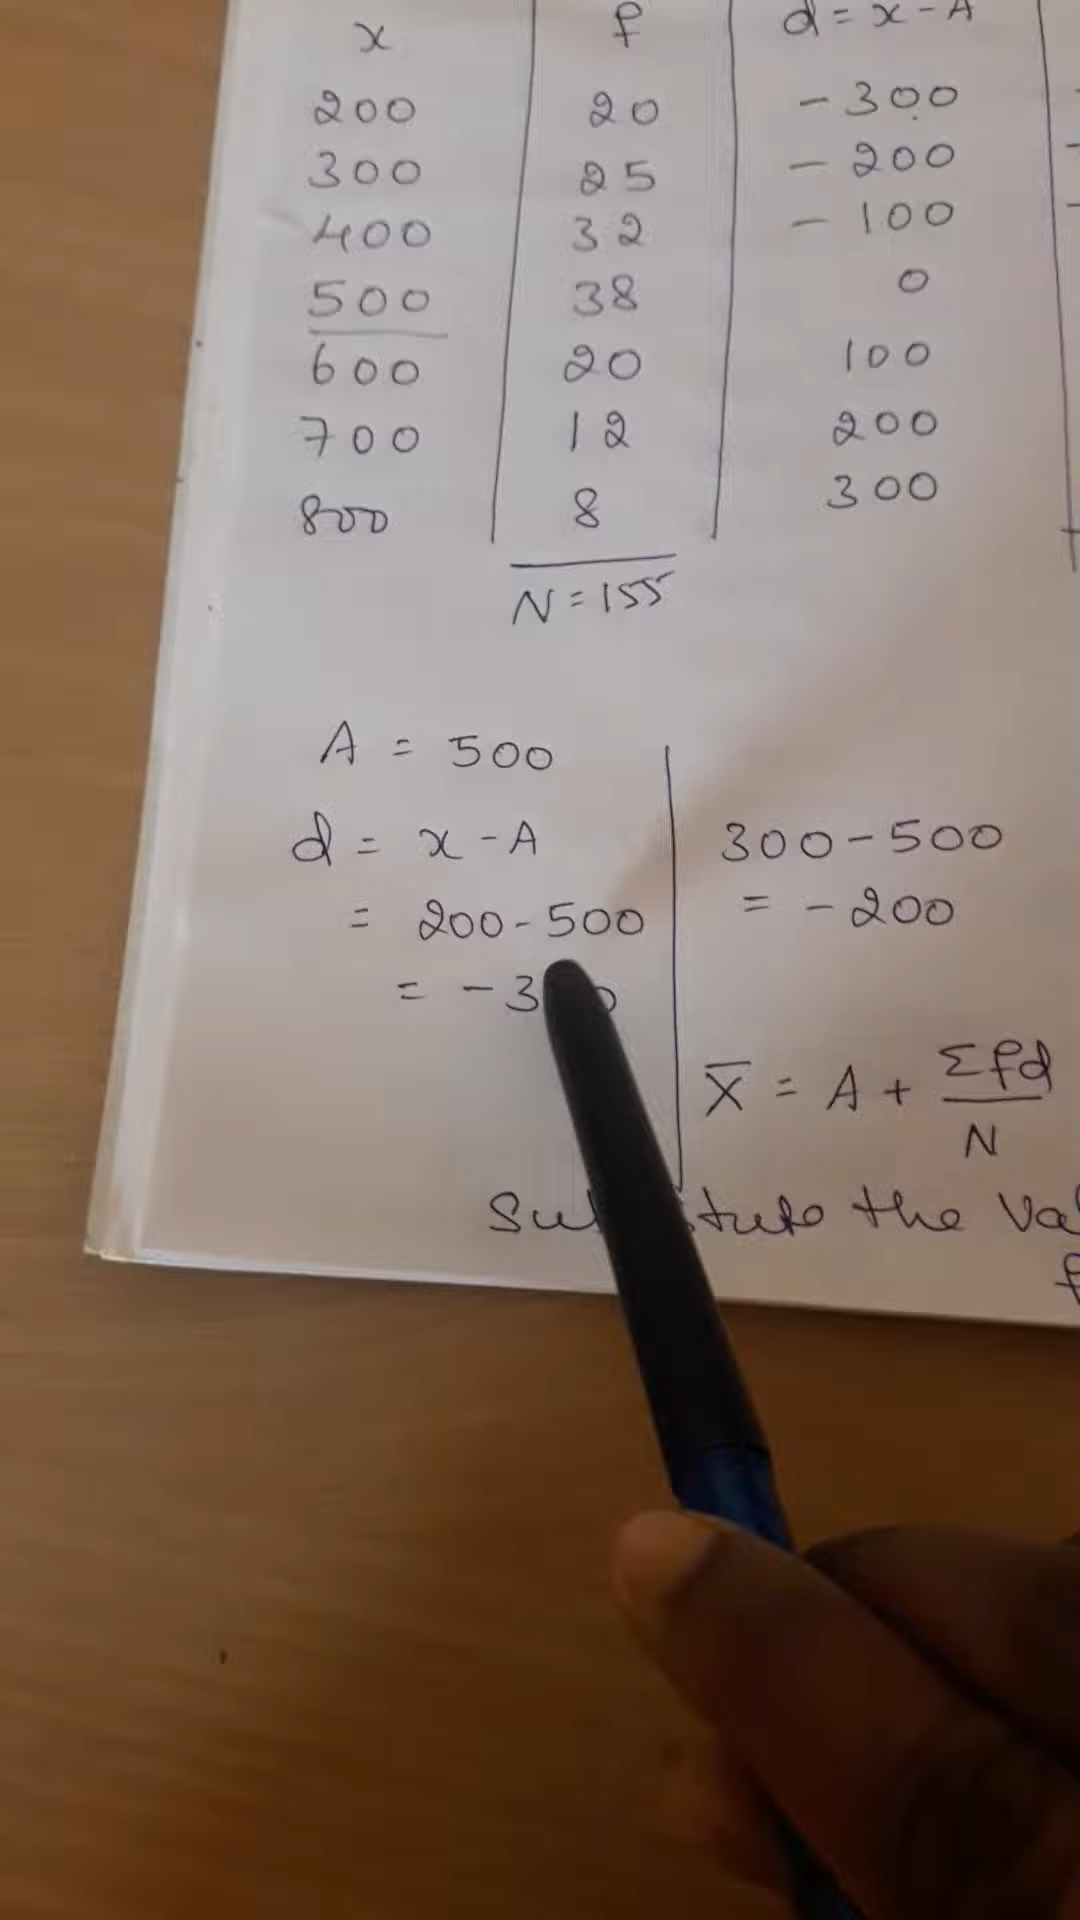 x f d = x - A
200 20 - 300
300 25 - 200
400 32 - 100
500 38 0
600 20 100
700 12 200
800 8 300
N = 155
A = 500
d = x - A
= 200 - 500
= - 3
300 - 500
= - 200
X̄ = A + Σfd / N
the